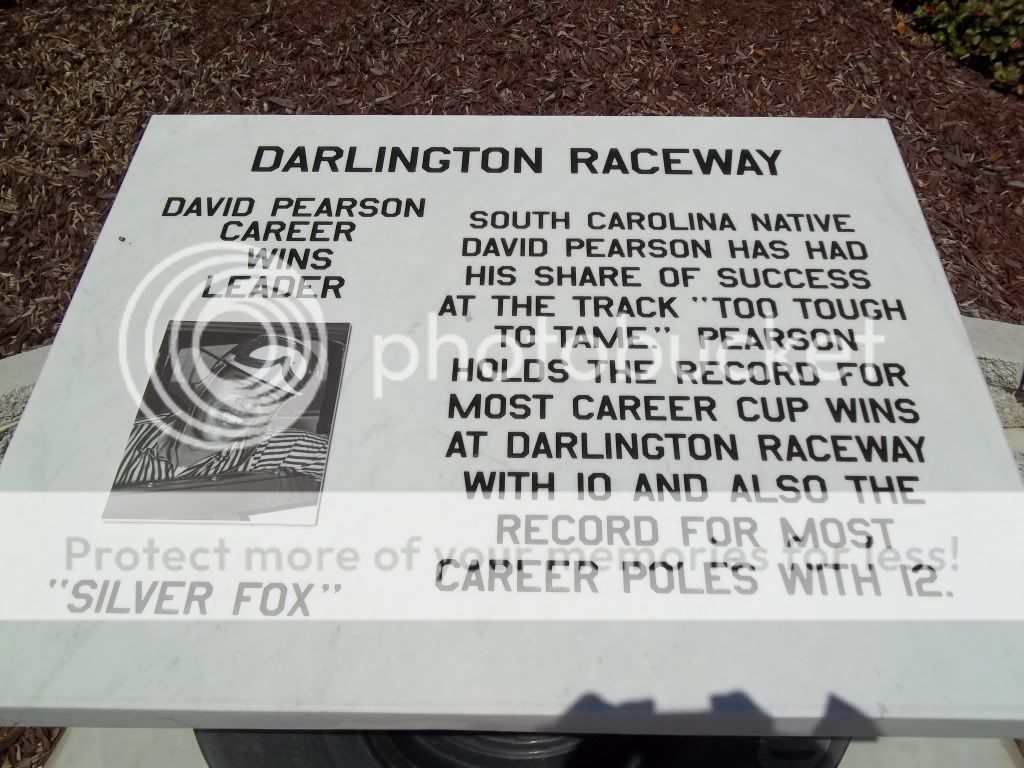 DARLINGTON RACEWAY
DAVID PEARSON
CAREER
WINS
LEADER
"SILVER FOX"
SOUTH CAROLINA NATIVE
DAVID PEARSON HAS HAD
HIS SHARE OF SUCCESS
AT THE TRACK "TOO TOUGH
TO TAME." PEARSON
HOLDS THE RECORD FOR
MOST CAREER CUP WINS
AT DARLINGTON RACEWAY
WITH 10 AND ALSO THE
RECORD FOR MOST
CAREER POLES WITH 12.
photobucket
Protect more of your memories for less!